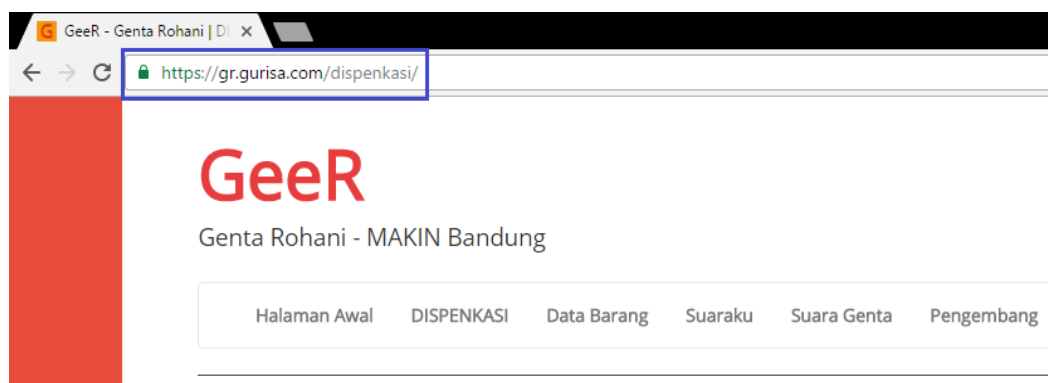 GeeR - Genta Rohani | DI
https://gr.gurisa.com/dispenkasi/
GeeR
Genta Rohani - MAKIN Bandung
Halaman Awal DISPENKASI Data Barang Suaraku Suara Genta Pengembang